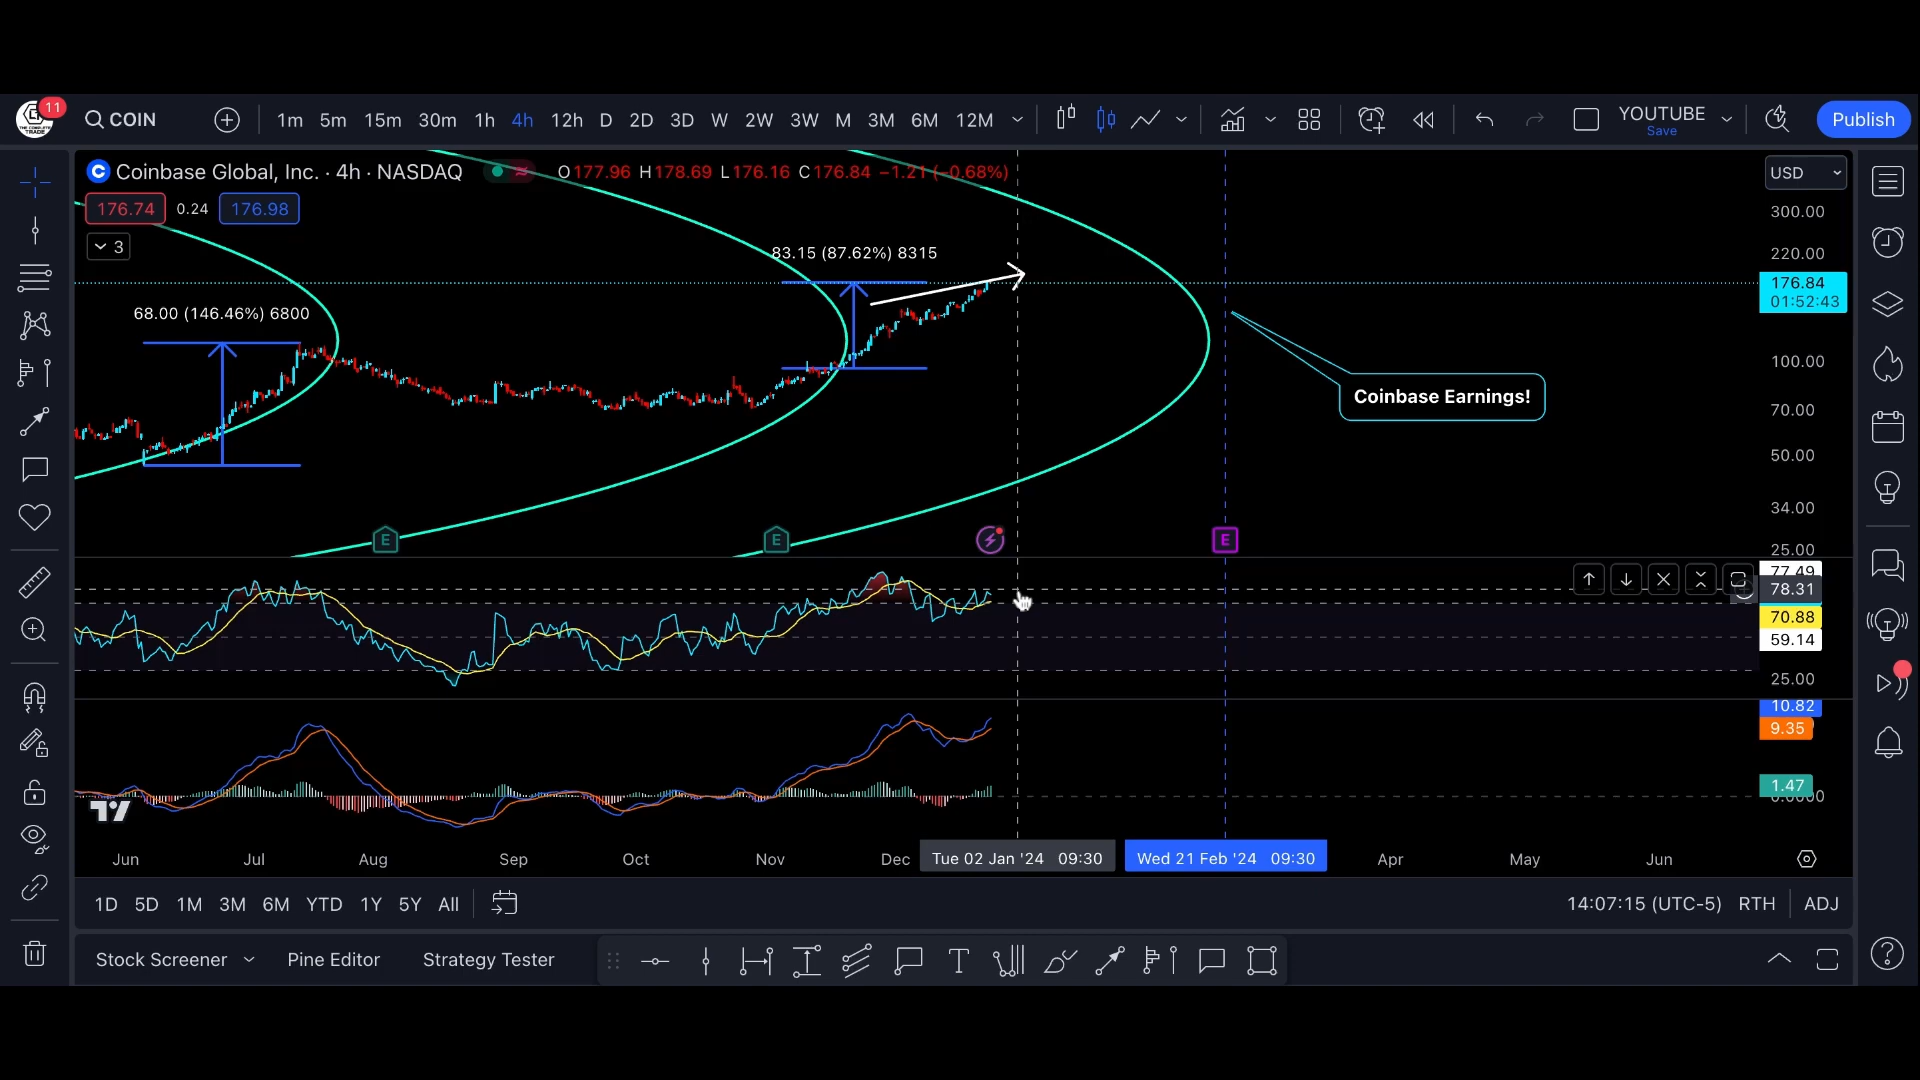 11
COIN
1m 5m 15m 30m 1h 4h 12h D 2D 3D W 2W 3W M 3M 6M 12M
YOUTUBE
Save
Publish
Coinbase Global, Inc. · 4h · NASDAQ
O177.96 H178.69 L176.16 C176.84 −1.21 (−0.68%)
USD
176.74 0.24 176.98
3
300.00
83.15 (87.62%) 8315
220.00
176.84
01:52:43
68.00 (146.46%) 6800
100.00
Coinbase Earnings!
70.00
50.00
34.00
E E E
25.00
77.49
78.31
70.88
59.14
25.00
10.82
9.35
1.47
0.0000
Jun Jul Aug Sep Oct Nov Dec Tue 02 Jan '24 09:30 Wed 21 Feb '24 09:30 Apr May Jun
1D 5D 1M 3M 6M YTD 1Y 5Y All
14:07:15 (UTC-5) RTH ADJ
Stock Screener Pine Editor Strategy Tester